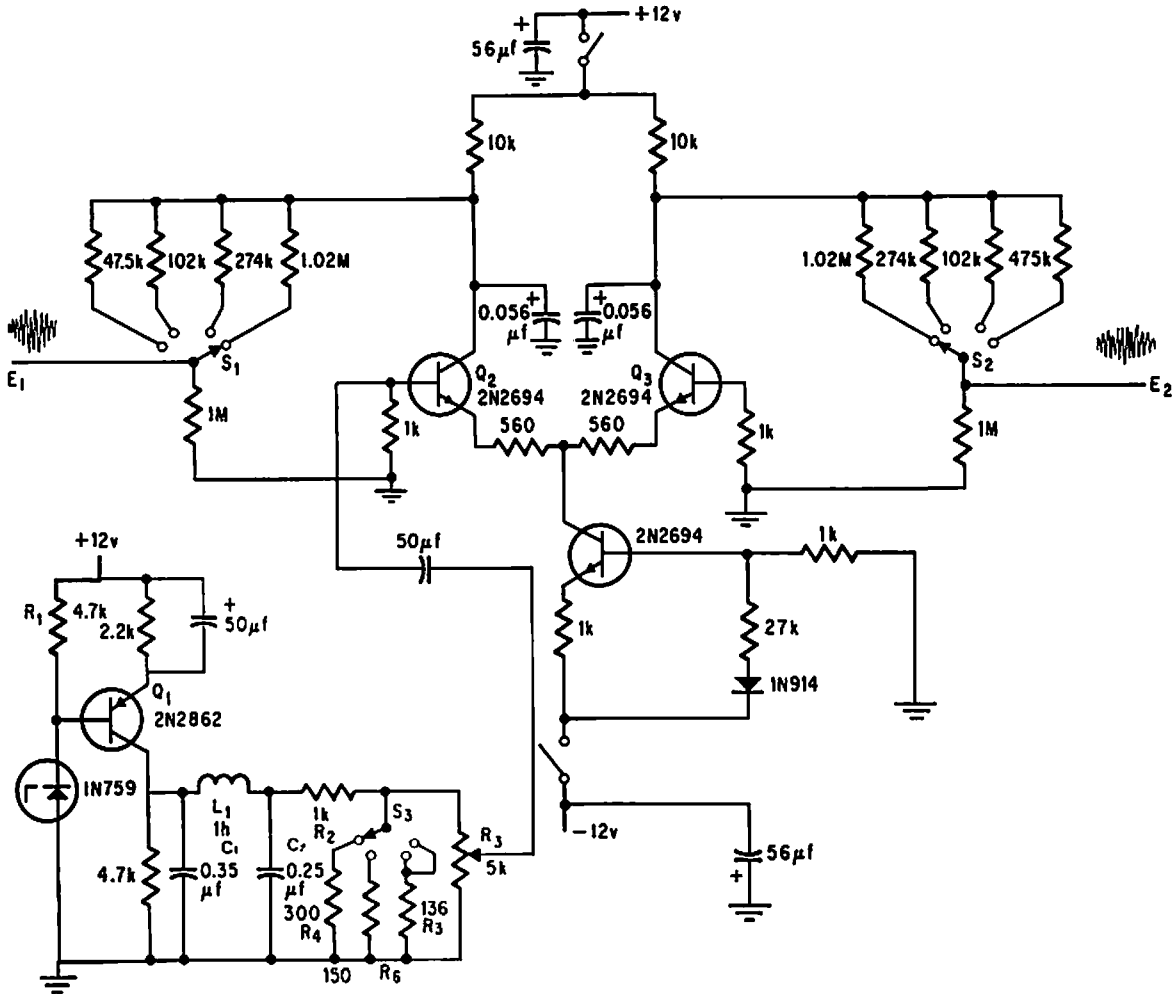 +12v
+
56µf
10k
10k
47.5k
102k
274k
1.02M
1.02M
274k
102k
475k
+
0.056
µf
+
0.056
µf
S1
S2
E1
E2
Q2
2N2694
Q3
2N2694
1M
1k
560
560
1k
1M
2N2694
1k
50µf
+12v
R1
4.7k
2.2k
+
50µf
1k
27k
1N914
Q1
2N2862
1N759
L1
1h
C1
0.35
µf
C2
0.25
µf
1k
R2
S3
R3
5k
-12v
56µf
+
4.7k
300
R4
136
R3
150
R6